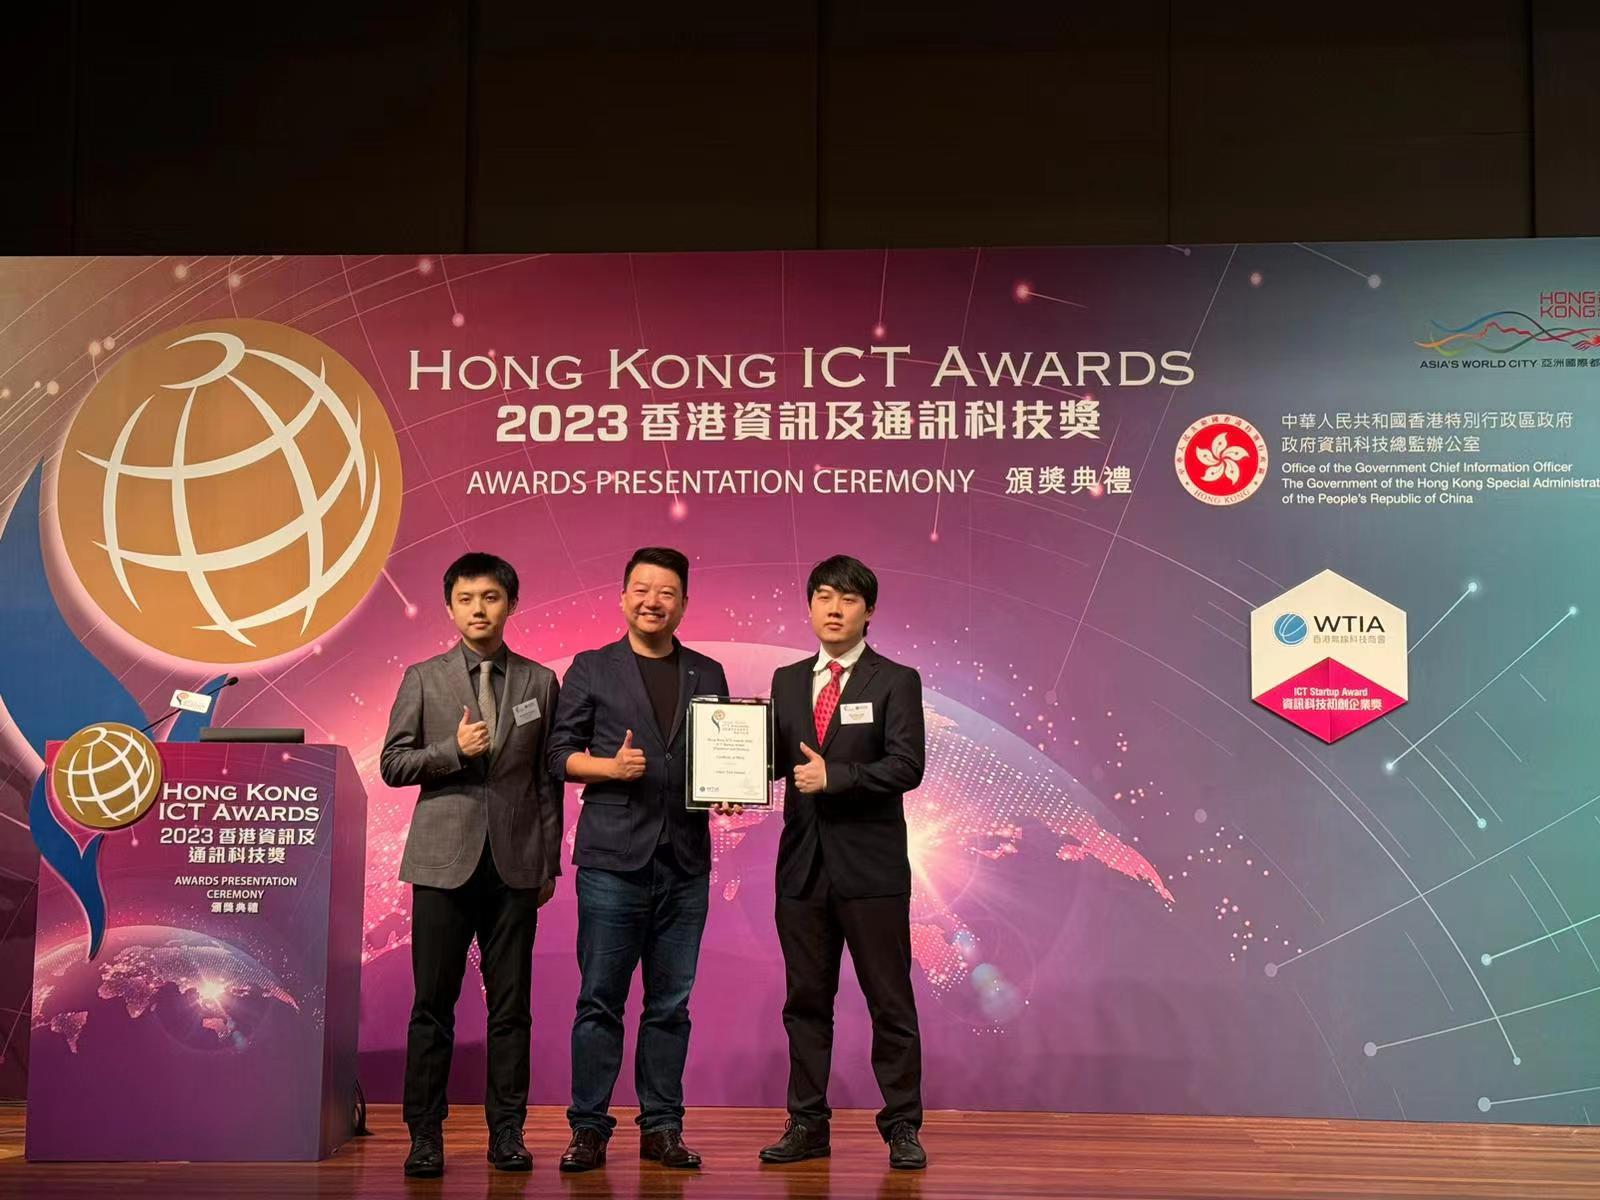 HONG KONG ICT AWARDS
2023 香港資訊及通訊科技獎
AWARDS PRESENTATION CEREMONY 頒獎典禮
HONG
KONG
ASIA'S WORLD CITY 亞洲國際都
中華人民共和國香港特別行政區政府
政府資訊科技總監辦公室
Office of the Government Chief Information Officer
The Government of the Hong Kong Special Administrat
of the People's Republic of China
HONG KONG
WTIA
香港無線科技商會
ICT Startup Award
資訊科技初創企業獎
HONG KONG
ICT AWARDS
2023 香港資訊及
通訊科技獎
AWARDS PRESENTATION
CEREMONY
頒獎典禮
ICT AWARDS
Certificate of Merit
WTIA